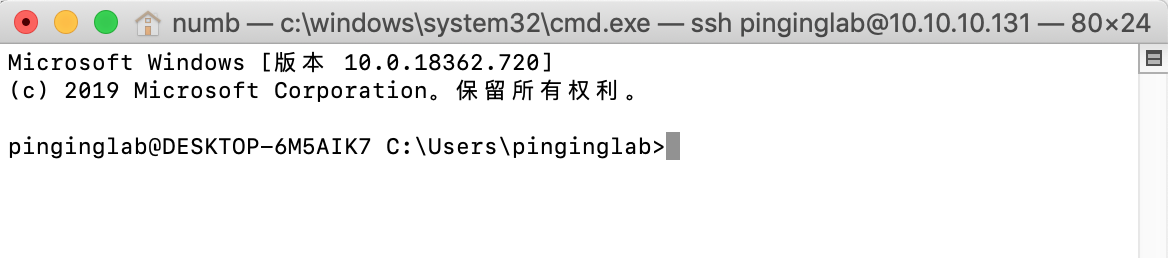 numb — c:\windows\system32\cmd.exe — ssh pinginglab@10.10.10.131 — 80×24
Microsoft Windows [版本 10.0.18362.720]
(c) 2019 Microsoft Corporation。保留所有权利。
pinginglab@DESKTOP-6M5AIK7 C:\Users\pinginglab>